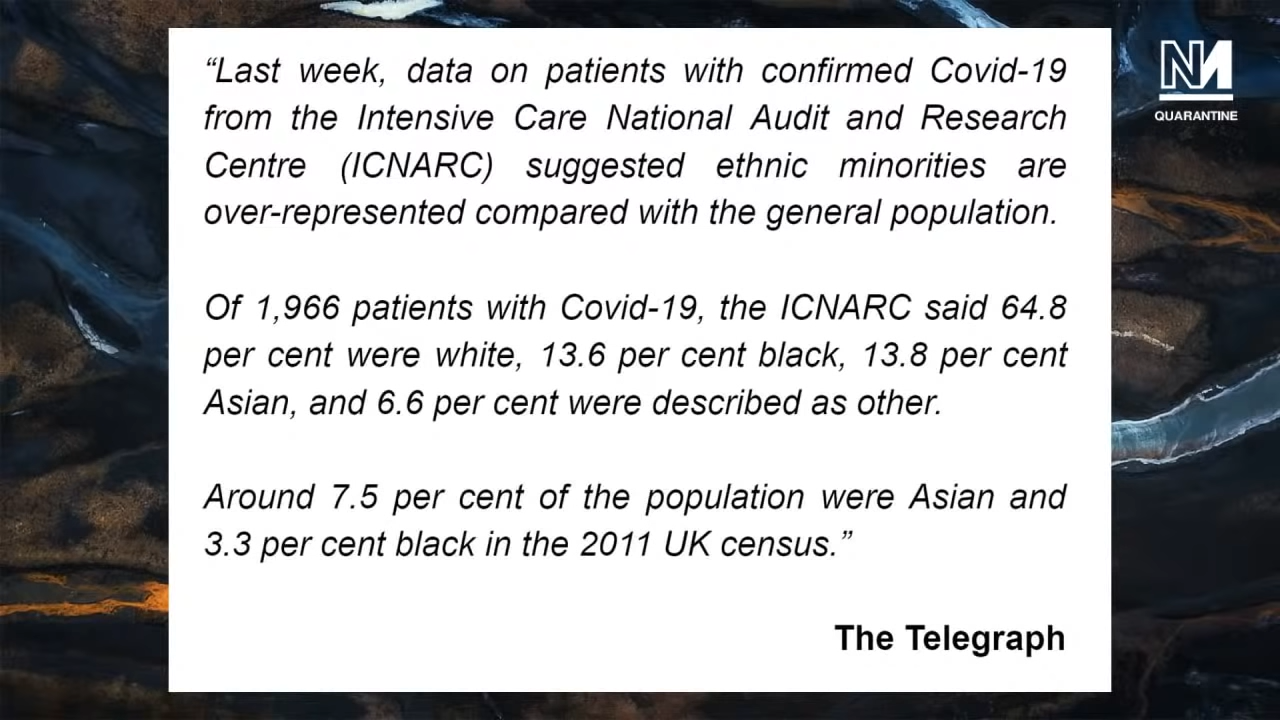 “Last week, data on patients with confirmed Covid-19
from the Intensive Care National Audit and Research
Centre (ICNARC) suggested ethnic minorities are
over-represented compared with the general population.
Of 1,966 patients with Covid-19, the ICNARC said 64.8
per cent were white, 13.6 per cent black, 13.8 per cent
Asian, and 6.6 per cent were described as other.
Around 7.5 per cent of the population were Asian and
3.3 per cent black in the 2011 UK census.”
The Telegraph
NM
QUARANTINE